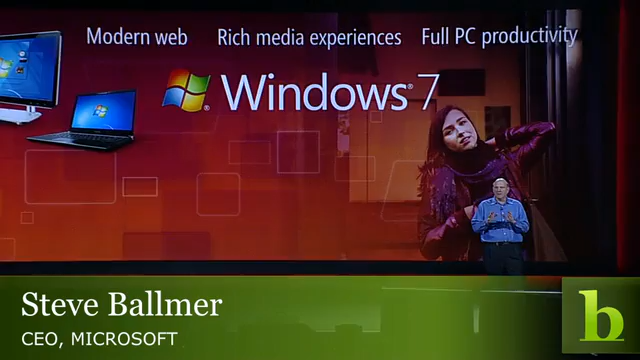 Modern web Rich media experiences Full PC productivity
Windows® 7
Steve Ballmer
CEO, MICROSOFT
b